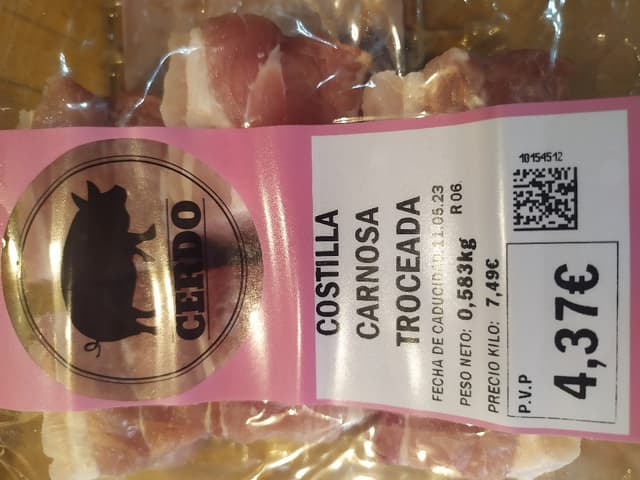 CERDO
COSTILLA
CARNOSA
TROCEADA
FECHA DE CADUCIDAD:11.05.23
R 06
PESO NETO: 0,583kg
PRECIO KILO: 7,49€
10154512
P.V.P
4,37€